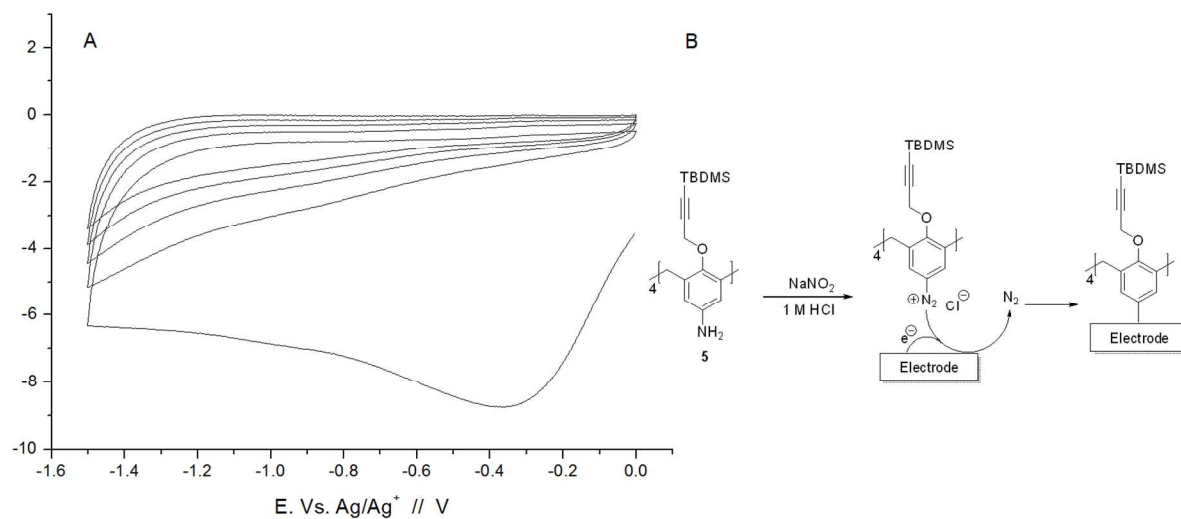 A
B
2
0
-2
-4
-6
-8
-10
-1.6
-1.4
-1.2
-1.0
-0.8
-0.6
-0.4
-0.2
0.0
E. Vs. Ag/Ag⁺ // V
TBDMS
O
4
NH₂
5
NaNO₂
1 M HCl
TBDMS
O
4
⊕N₂
Cl⊖
e⊖
Electrode
N₂
TBDMS
O
4
Electrode